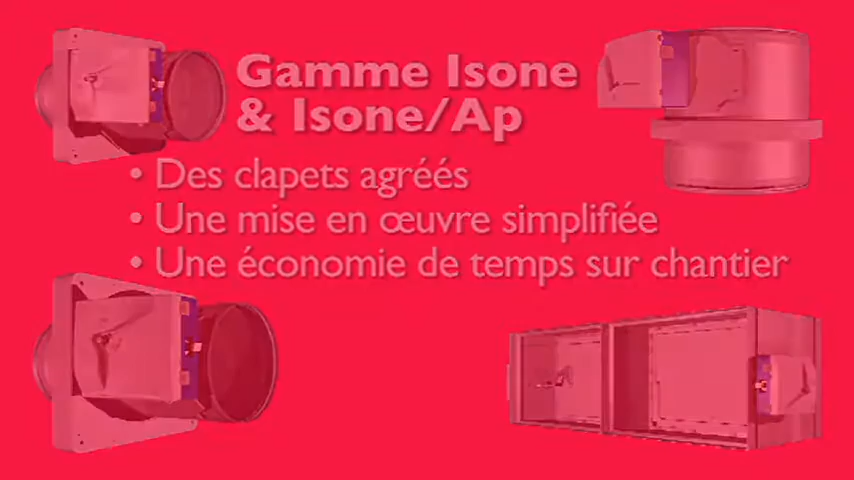 Gamme Isone
& Isone/Ap
• Des clapets agréés
• Une mise en œuvre simplifiée
• Une économie de temps sur chantier